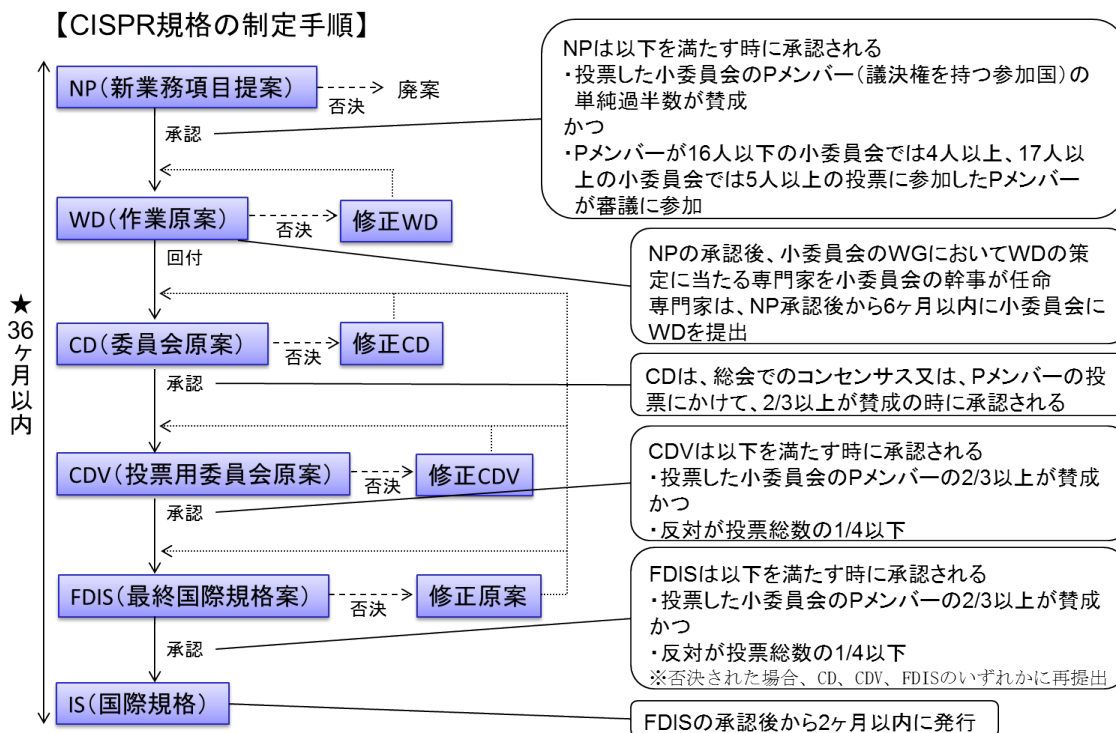 【CISPR規格の制定手順】
NP(新業務項目提案)
否決
廃案
承認
WD(作業原案)
否決
修正WD
回付
CD(委員会原案)
否決
修正CD
承認
CDV(投票用委員会原案)
否決
修正CDV
承認
FDIS(最終国際規格案)
否決
修正原案
承認
IS(国際規格)
★36ヶ月以内
NPは以下を満たす時に承認される
・投票した小委員会のPメンバー(議決権を持つ参加国)の
単純過半数が賛成
かつ
・Pメンバーが16人以下の小委員会では4人以上、17人以
上の小委員会では5人以上の投票に参加したPメンバー
が審議に参加
NPの承認後、小委員会のWGにおいてWDの策
定に当たる専門家を小委員会の幹事が任命
専門家は、NP承認後から6ヶ月以内に小委員会に
WDを提出
CDは、総会でのコンセンサス又は、Pメンバーの投
票にかけて、2/3以上が賛成の時に承認される
CDVは以下を満たす時に承認される
・投票した小委員会のPメンバーの2/3以上が賛成
かつ
・反対が投票総数の1/4以下
FDISは以下を満たす時に承認される
・投票した小委員会のPメンバーの2/3以上が賛成
かつ
・反対が投票総数の1/4以下
※否決された場合、CD、CDV、FDISのいずれかに再提出
FDISの承認後から2ヶ月以内に発行